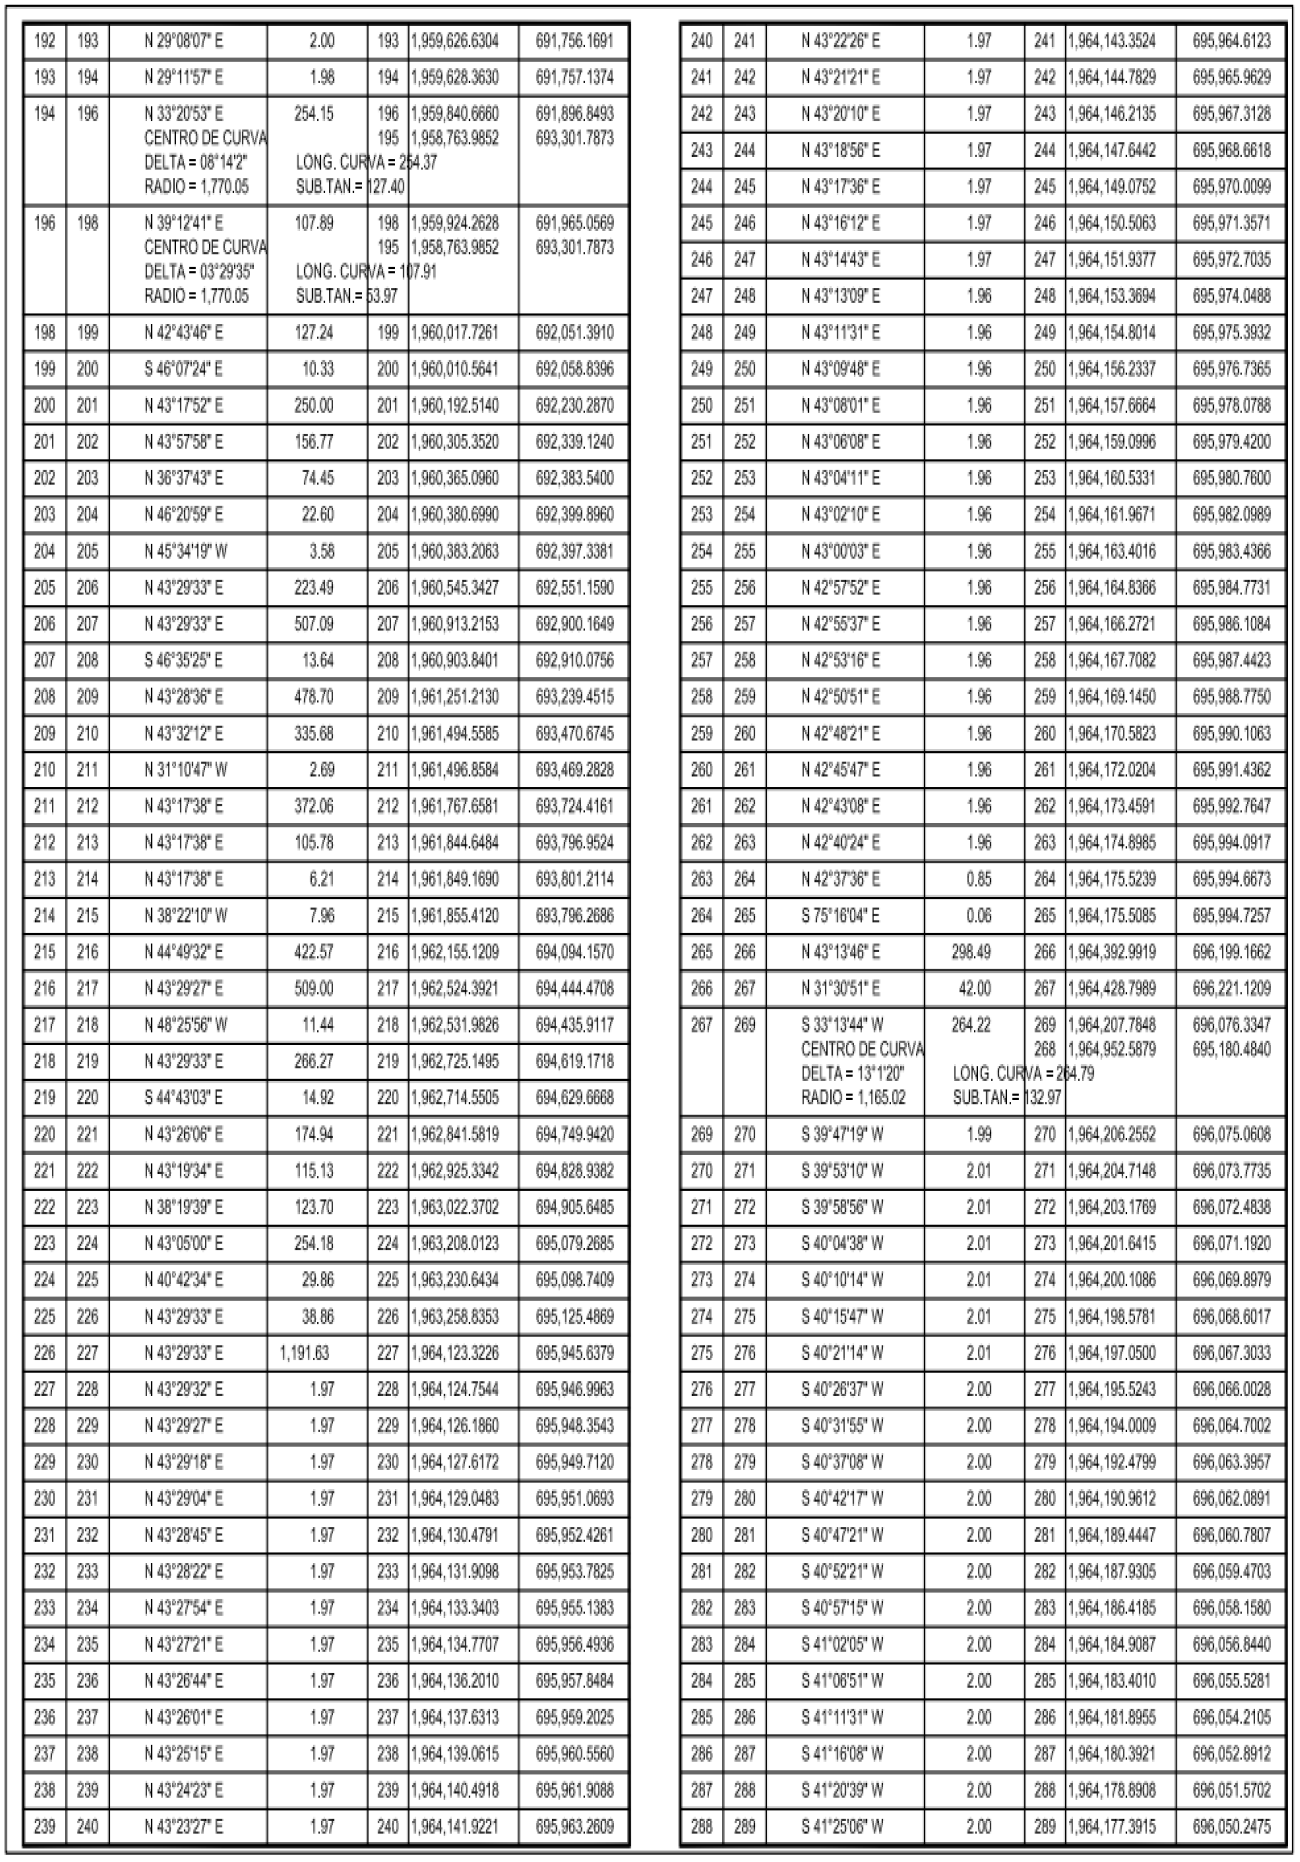 192 193 N 29°08'07" E 2.00 193 1,959,626.6304 691,756.1691
193 194 N 29°11'57" E 1.98 194 1,959,628.3630 691,757.1374
194 196 N 33°20'53" E 254.15 196 1,959,840.6660 691,896.8493
CENTRO DE CURVA 195 1,958,763.9852 693,301.7873
DELTA = 08°14'2" LONG. CURVA = 254.37
RADIO = 1,770.05 SUB.TAN.= 127.40
196 198 N 39°12'41" E 107.89 198 1,959,924.2628 691,965.0569
CENTRO DE CURVA 195 1,958,763.9852 693,301.7873
DELTA = 03°29'35" LONG. CURVA = 107.91
RADIO = 1,770.05 SUB.TAN.= 53.97
198 199 N 42°43'46" E 127.24 199 1,960,017.7261 692,051.3910
199 200 S 46°07'24" E 10.33 200 1,960,010.5641 692,058.8396
200 201 N 43°17'52" E 250.00 201 1,960,192.5140 692,230.2870
201 202 N 43°57'58" E 156.77 202 1,960,305.3520 692,339.1240
202 203 N 36°37'43" E 74.45 203 1,960,365.0960 692,383.5400
203 204 N 46°20'59" E 22.60 204 1,960,380.6990 692,399.8960
204 205 N 45°34'19" W 3.58 205 1,960,383.2063 692,397.3381
205 206 N 43°29'33" E 223.49 206 1,960,545.3427 692,551.1590
206 207 N 43°29'33" E 507.09 207 1,960,913.2153 692,900.1649
207 208 S 46°35'25" E 13.64 208 1,960,903.8401 692,910.0756
208 209 N 43°28'36" E 478.70 209 1,961,251.2130 693,239.4515
209 210 N 43°32'12" E 335.68 210 1,961,494.5585 693,470.6745
210 211 N 31°10'47" W 2.69 211 1,961,496.8584 693,469.2828
211 212 N 43°17'38" E 372.06 212 1,961,767.6581 693,724.4161
212 213 N 43°17'38" E 105.78 213 1,961,844.6484 693,796.9524
213 214 N 43°17'38" E 6.21 214 1,961,849.1690 693,801.2114
214 215 N 38°22'10" W 7.96 215 1,961,855.4120 693,796.2686
215 216 N 44°49'32" E 422.57 216 1,962,155.1209 694,094.1570
216 217 N 43°29'27" E 509.00 217 1,962,524.3921 694,444.4708
217 218 N 48°25'56" W 11.44 218 1,962,531.9826 694,435.9117
218 219 N 43°29'33" E 266.27 219 1,962,725.1495 694,619.1718
219 220 S 44°43'03" E 14.92 220 1,962,714.5505 694,629.6668
220 221 N 43°26'06" E 174.94 221 1,962,841.5819 694,749.9420
221 222 N 43°19'34" E 115.13 222 1,962,925.3342 694,828.9382
222 223 N 38°19'39" E 123.70 223 1,963,022.3702 694,905.6485
223 224 N 43°05'00" E 254.18 224 1,963,208.0123 695,079.2685
224 225 N 40°42'34" E 29.86 225 1,963,230.6434 695,098.7409
225 226 N 43°29'33" E 38.86 226 1,963,258.8353 695,125.4869
226 227 N 43°29'33" E 1,191.63 227 1,964,123.3226 695,945.6379
227 228 N 43°29'32" E 1.97 228 1,964,124.7544 695,946.9963
228 229 N 43°29'27" E 1.97 229 1,964,126.1860 695,948.3543
229 230 N 43°29'18" E 1.97 230 1,964,127.6172 695,949.7120
230 231 N 43°29'04" E 1.97 231 1,964,129.0483 695,951.0693
231 232 N 43°28'45" E 1.97 232 1,964,130.4791 695,952.4261
232 233 N 43°28'22" E 1.97 233 1,964,131.9098 695,953.7825
233 234 N 43°27'54" E 1.97 234 1,964,133.3403 695,955.1383
234 235 N 43°27'21" E 1.97 235 1,964,134.7707 695,956.4936
235 236 N 43°26'44" E 1.97 236 1,964,136.2010 695,957.8484
236 237 N 43°26'01" E 1.97 237 1,964,137.6313 695,959.2025
237 238 N 43°25'15" E 1.97 238 1,964,139.0615 695,960.5560
238 239 N 43°24'23" E 1.97 239 1,964,140.4918 695,961.9088
239 240 N 43°23'27" E 1.97 240 1,964,141.9221 695,963.2609
240 241 N 43°22'26" E 1.97 241 1,964,143.3524 695,964.6123
241 242 N 43°21'21" E 1.97 242 1,964,144.7829 695,965.9629
242 243 N 43°20'10" E 1.97 243 1,964,146.2135 695,967.3128
243 244 N 43°18'56" E 1.97 244 1,964,147.6442 695,968.6618
244 245 N 43°17'36" E 1.97 245 1,964,149.0752 695,970.0099
245 246 N 43°16'12" E 1.97 246 1,964,150.5063 695,971.3571
246 247 N 43°14'43" E 1.97 247 1,964,151.9377 695,972.7035
247 248 N 43°13'09" E 1.96 248 1,964,153.3694 695,974.0488
248 249 N 43°11'31" E 1.96 249 1,964,154.8014 695,975.3932
249 250 N 43°09'48" E 1.96 250 1,964,156.2337 695,976.7365
250 251 N 43°08'01" E 1.96 251 1,964,157.6664 695,978.0788
251 252 N 43°06'08" E 1.96 252 1,964,159.0996 695,979.4200
252 253 N 43°04'11" E 1.96 253 1,964,160.5331 695,980.7600
253 254 N 43°02'10" E 1.96 254 1,964,161.9671 695,982.0989
254 255 N 43°00'03" E 1.96 255 1,964,163.4016 695,983.4366
255 256 N 42°57'52" E 1.96 256 1,964,164.8366 695,984.7731
256 257 N 42°55'37" E 1.96 257 1,964,166.2721 695,986.1084
257 258 N 42°53'16" E 1.96 258 1,964,167.7082 695,987.4423
258 259 N 42°50'51" E 1.96 259 1,964,169.1450 695,988.7750
259 260 N 42°48'21" E 1.96 260 1,964,170.5823 695,990.1063
260 261 N 42°45'47" E 1.96 261 1,964,172.0204 695,991.4362
261 262 N 42°43'08" E 1.96 262 1,964,173.4591 695,992.7647
262 263 N 42°40'24" E 1.96 263 1,964,174.8985 695,994.0917
263 264 N 42°37'36" E 0.85 264 1,964,175.5239 695,994.6673
264 265 S 75°16'04" E 0.06 265 1,964,175.5085 695,994.7257
265 266 N 43°13'46" E 298.49 266 1,964,392.9919 696,199.1662
266 267 N 31°30'51" E 42.00 267 1,964,428.7989 696,221.1209
267 269 S 33°13'44" W 264.22 269 1,964,207.7848 696,076.3347
CENTRO DE CURVA 268 1,964,952.5879 695,180.4840
DELTA = 13°1'20" LONG. CURVA = 264.79
RADIO = 1,165.02 SUB.TAN.= 132.97
269 270 S 39°47'19" W 1.99 270 1,964,206.2552 696,075.0608
270 271 S 39°53'10" W 2.01 271 1,964,204.7148 696,073.7735
271 272 S 39°58'56" W 2.01 272 1,964,203.1769 696,072.4838
272 273 S 40°04'38" W 2.01 273 1,964,201.6415 696,071.1920
273 274 S 40°10'14" W 2.01 274 1,964,200.1086 696,069.8979
274 275 S 40°15'47" W 2.01 275 1,964,198.5781 696,068.6017
275 276 S 40°21'14" W 2.01 276 1,964,197.0500 696,067.3033
276 277 S 40°26'37" W 2.00 277 1,964,195.5243 696,066.0028
277 278 S 40°31'55" W 2.00 278 1,964,194.0009 696,064.7002
278 279 S 40°37'08" W 2.00 279 1,964,192.4799 696,063.3957
279 280 S 40°42'17" W 2.00 280 1,964,190.9612 696,062.0891
280 281 S 40°47'21" W 2.00 281 1,964,189.4447 696,060.7807
281 282 S 40°52'21" W 2.00 282 1,964,187.9305 696,059.4703
282 283 S 40°57'15" W 2.00 283 1,964,186.4185 696,058.1580
283 284 S 41°02'05" W 2.00 284 1,964,184.9087 696,056.8440
284 285 S 41°06'51" W 2.00 285 1,964,183.4010 696,055.5281
285 286 S 41°11'31" W 2.00 286 1,964,181.8955 696,054.2105
286 287 S 41°16'08" W 2.00 287 1,964,180.3921 696,052.8912
287 288 S 41°20'39" W 2.00 288 1,964,178.8908 696,051.5702
288 289 S 41°25'06" W 2.00 289 1,964,177.3915 696,050.2475